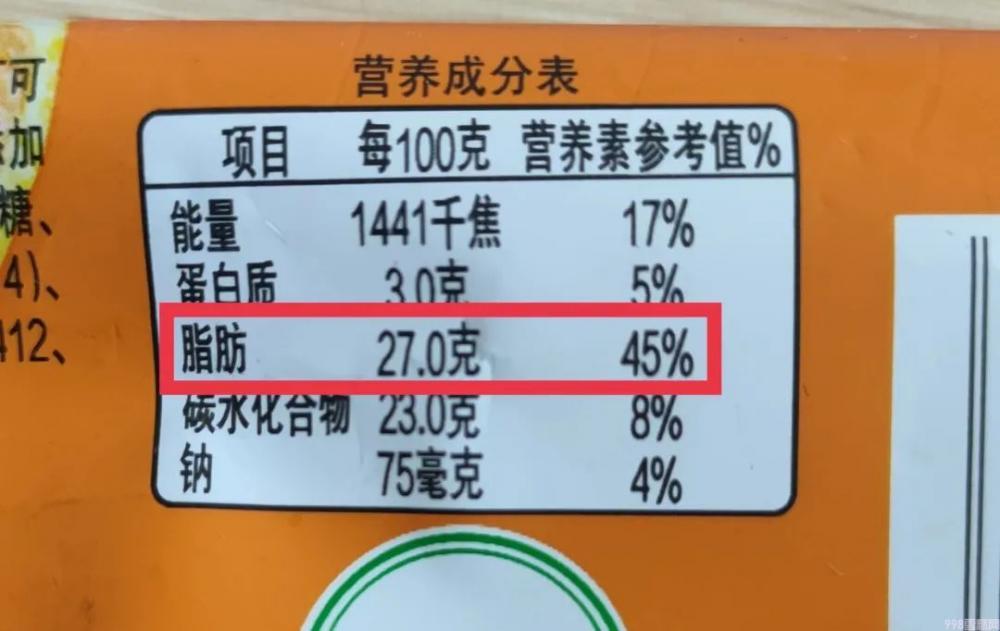 营养成分表
项目 每100克 营养素参考值%
能量 1441千焦 17%
蛋白质 3.0克 5%
脂肪 27.0克 45%
碳水化合物 23.0克 8%
钠 75毫克 4%
可
添加
糖、
4)、
412、